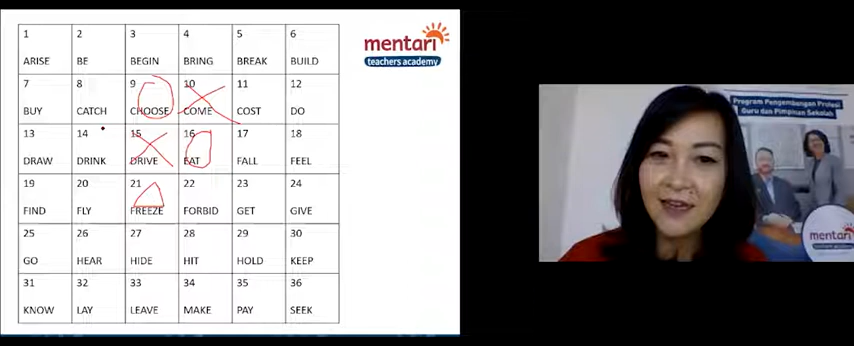 1 2 3 4 5 6
ARISE BE BEGIN BRING BREAK BUILD
7 8 9 10 11 12
BUY CATCH CHOOSE COME COST DO
13 14 15 16 17 18
DRAW DRINK DRIVE EAT FALL FEEL
19 20 21 22 23 24
FIND FLY FREEZE FORBID GET GIVE
25 26 27 28 29 30
GO HEAR HIDE HIT HOLD KEEP
31 32 33 34 35 36
KNOW LAY LEAVE MAKE PAY SEEK
mentari
teachers academy
Program Pengembangan Profesi
Guru dan Pimpinan Sekolah
mentari
teachers academy